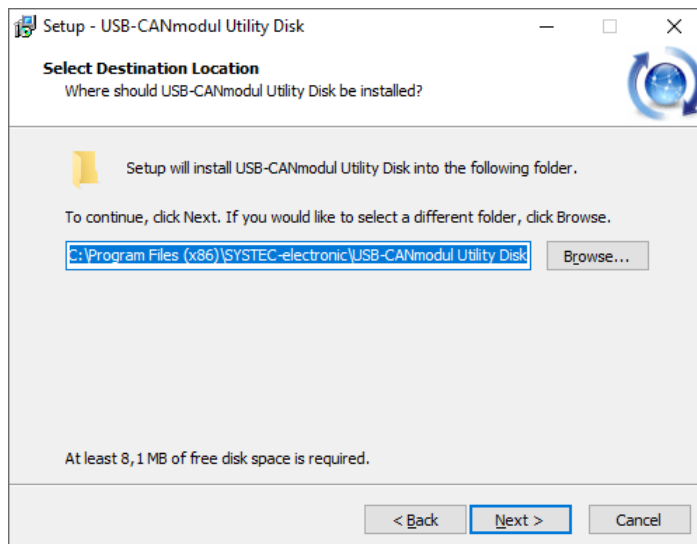 Setup - USB-CANmodul Utility Disk
Select Destination Location
Where should USB-CANmodul Utility Disk be installed?
Setup will install USB-CANmodul Utility Disk into the following folder.
To continue, click Next. If you would like to select a different folder, click Browse.
C:\Program Files (x86)\SYSTEC-electronic\USB-CANmodul Utility Disk
Browse...
At least 8,1 MB of free disk space is required.
< Back
Next >
Cancel